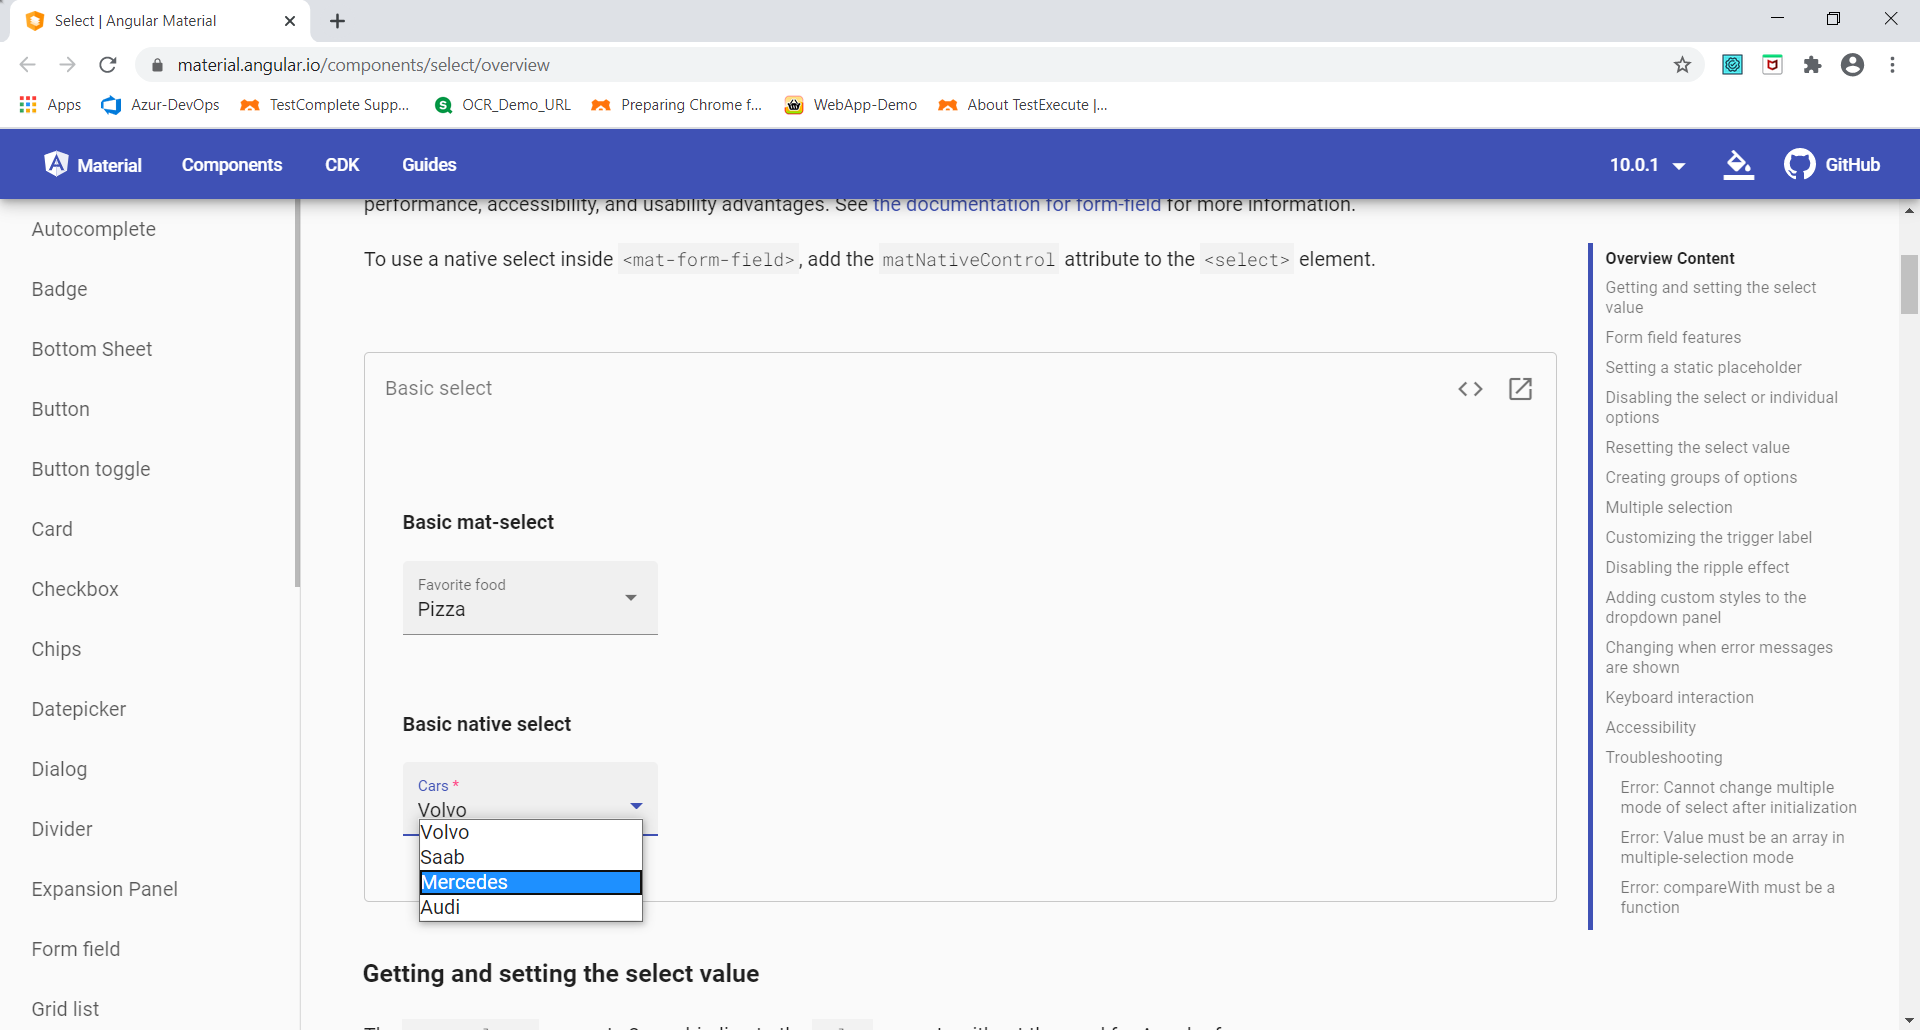 Select | Angular Material
material.angular.io/components/select/overview
Apps Azur-DevOps TestComplete Supp... OCR_Demo_URL Preparing Chrome f... WebApp-Demo About TestExecute |...
Material Components CDK Guides 10.0.1 GitHub
Autocomplete
Badge
Bottom Sheet
Button
Button toggle
Card
Checkbox
Chips
Datepicker
Dialog
Divider
Expansion Panel
Form field
Grid list
performance, accessibility, and usability advantages. See the documentation for form-field for more information.
To use a native select inside <mat-form-field>, add the matNativeControl attribute to the <select> element.
Basic select
Basic mat-select
Favorite food
Pizza
Basic native select
Cars *
Volvo
Volvo
Saab
Mercedes
Audi
Getting and setting the select value
Overview Content
Getting and setting the select
value
Form field features
Setting a static placeholder
Disabling the select or individual
options
Resetting the select value
Creating groups of options
Multiple selection
Customizing the trigger label
Disabling the ripple effect
Adding custom styles to the
dropdown panel
Changing when error messages
are shown
Keyboard interaction
Accessibility
Troubleshooting
Error: Cannot change multiple
mode of select after initialization
Error: Value must be an array in
multiple-selection mode
Error: compareWith must be a
function